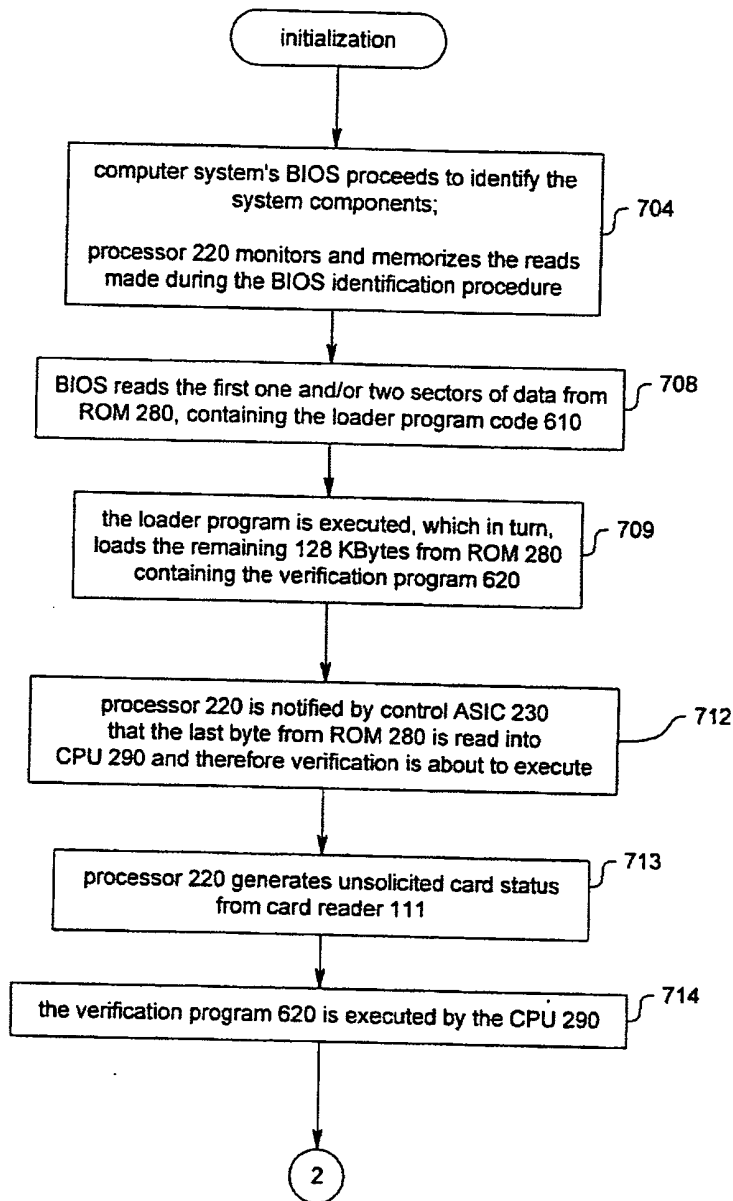 initialization
computer system's BIOS proceeds to identify the
system components;
processor 220 monitors and memorizes the reads
made during the BIOS identification procedure
704
BIOS reads the first one and/or two sectors of data from
ROM 280, containing the loader program code 610
708
the loader program is executed, which in turn,
loads the remaining 128 KBytes from ROM 280
containing the verification program 620
709
processor 220 is notified by control ASIC 230
that the last byte from ROM 280 is read into
CPU 290 and therefore verification is about to execute
712
processor 220 generates unsolicited card status
from card reader 111
713
the verification program 620 is executed by the CPU 290
714
2